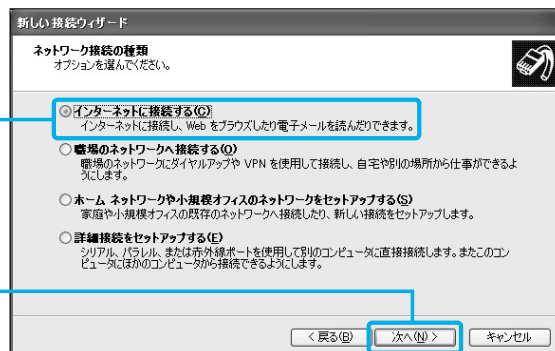 新しい接続ウィザード
ネットワーク接続の種類
オプションを選んでください。
インターネットに接続する(C)
インターネットに接続し、Web をブラウズしたり電子メールを読んだりできます。
職場のネットワークへ接続する(O)
職場のネットワークにダイヤルアップや VPN を使用して接続し、自宅や別の場所から仕事ができるよ
うにします。
ホーム ネットワークや小規模オフィスのネットワークをセットアップする(S)
家庭や小規模オフィスの既存のネットワークへ接続したり、新しい接続をセットアップします。
詳細接続をセットアップする(E)
シリアル、パラレル、または赤外線ポートを使用して別のコンピュータに直接接続します。またこのコン
ピュータにほかのコンピュータから接続できるようにします。
< 戻る(B) 次へ(N) > キャンセル